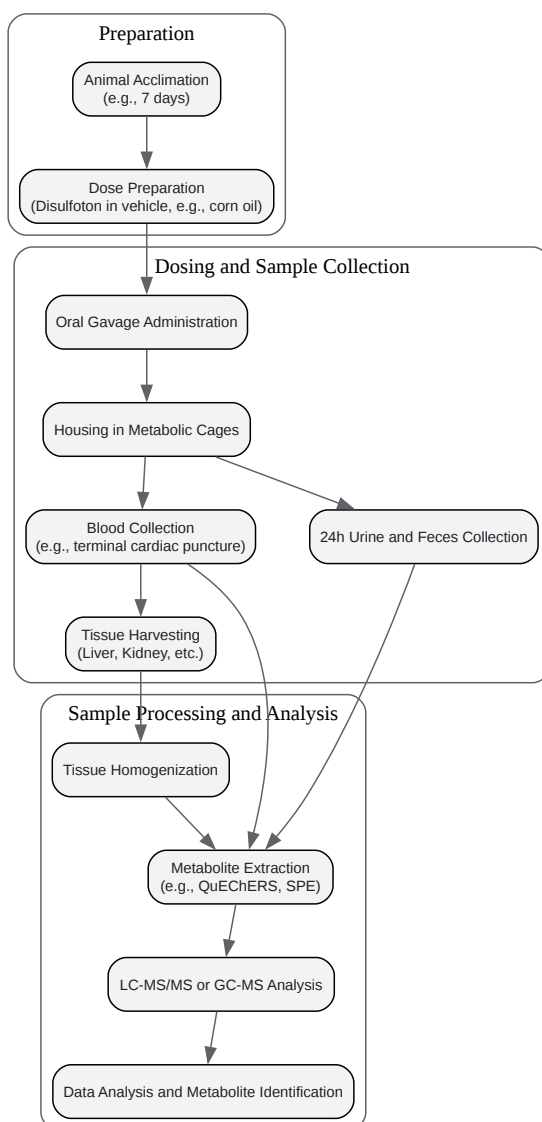 Preparation
Animal Acclimation
(e.g., 7 days)
Dose Preparation
(Disulfoton in vehicle, e.g., corn oil)
Dosing and Sample Collection
Oral Gavage Administration
Housing in Metabolic Cages
Blood Collection
(e.g., terminal cardiac puncture)
24h Urine and Feces Collection
Tissue Harvesting
(Liver, Kidney, etc.)
Sample Processing and Analysis
Tissue Homogenization
Metabolite Extraction
(e.g., QuEChERS, SPE)
LC-MS/MS or GC-MS Analysis
Data Analysis and Metabolite Identification